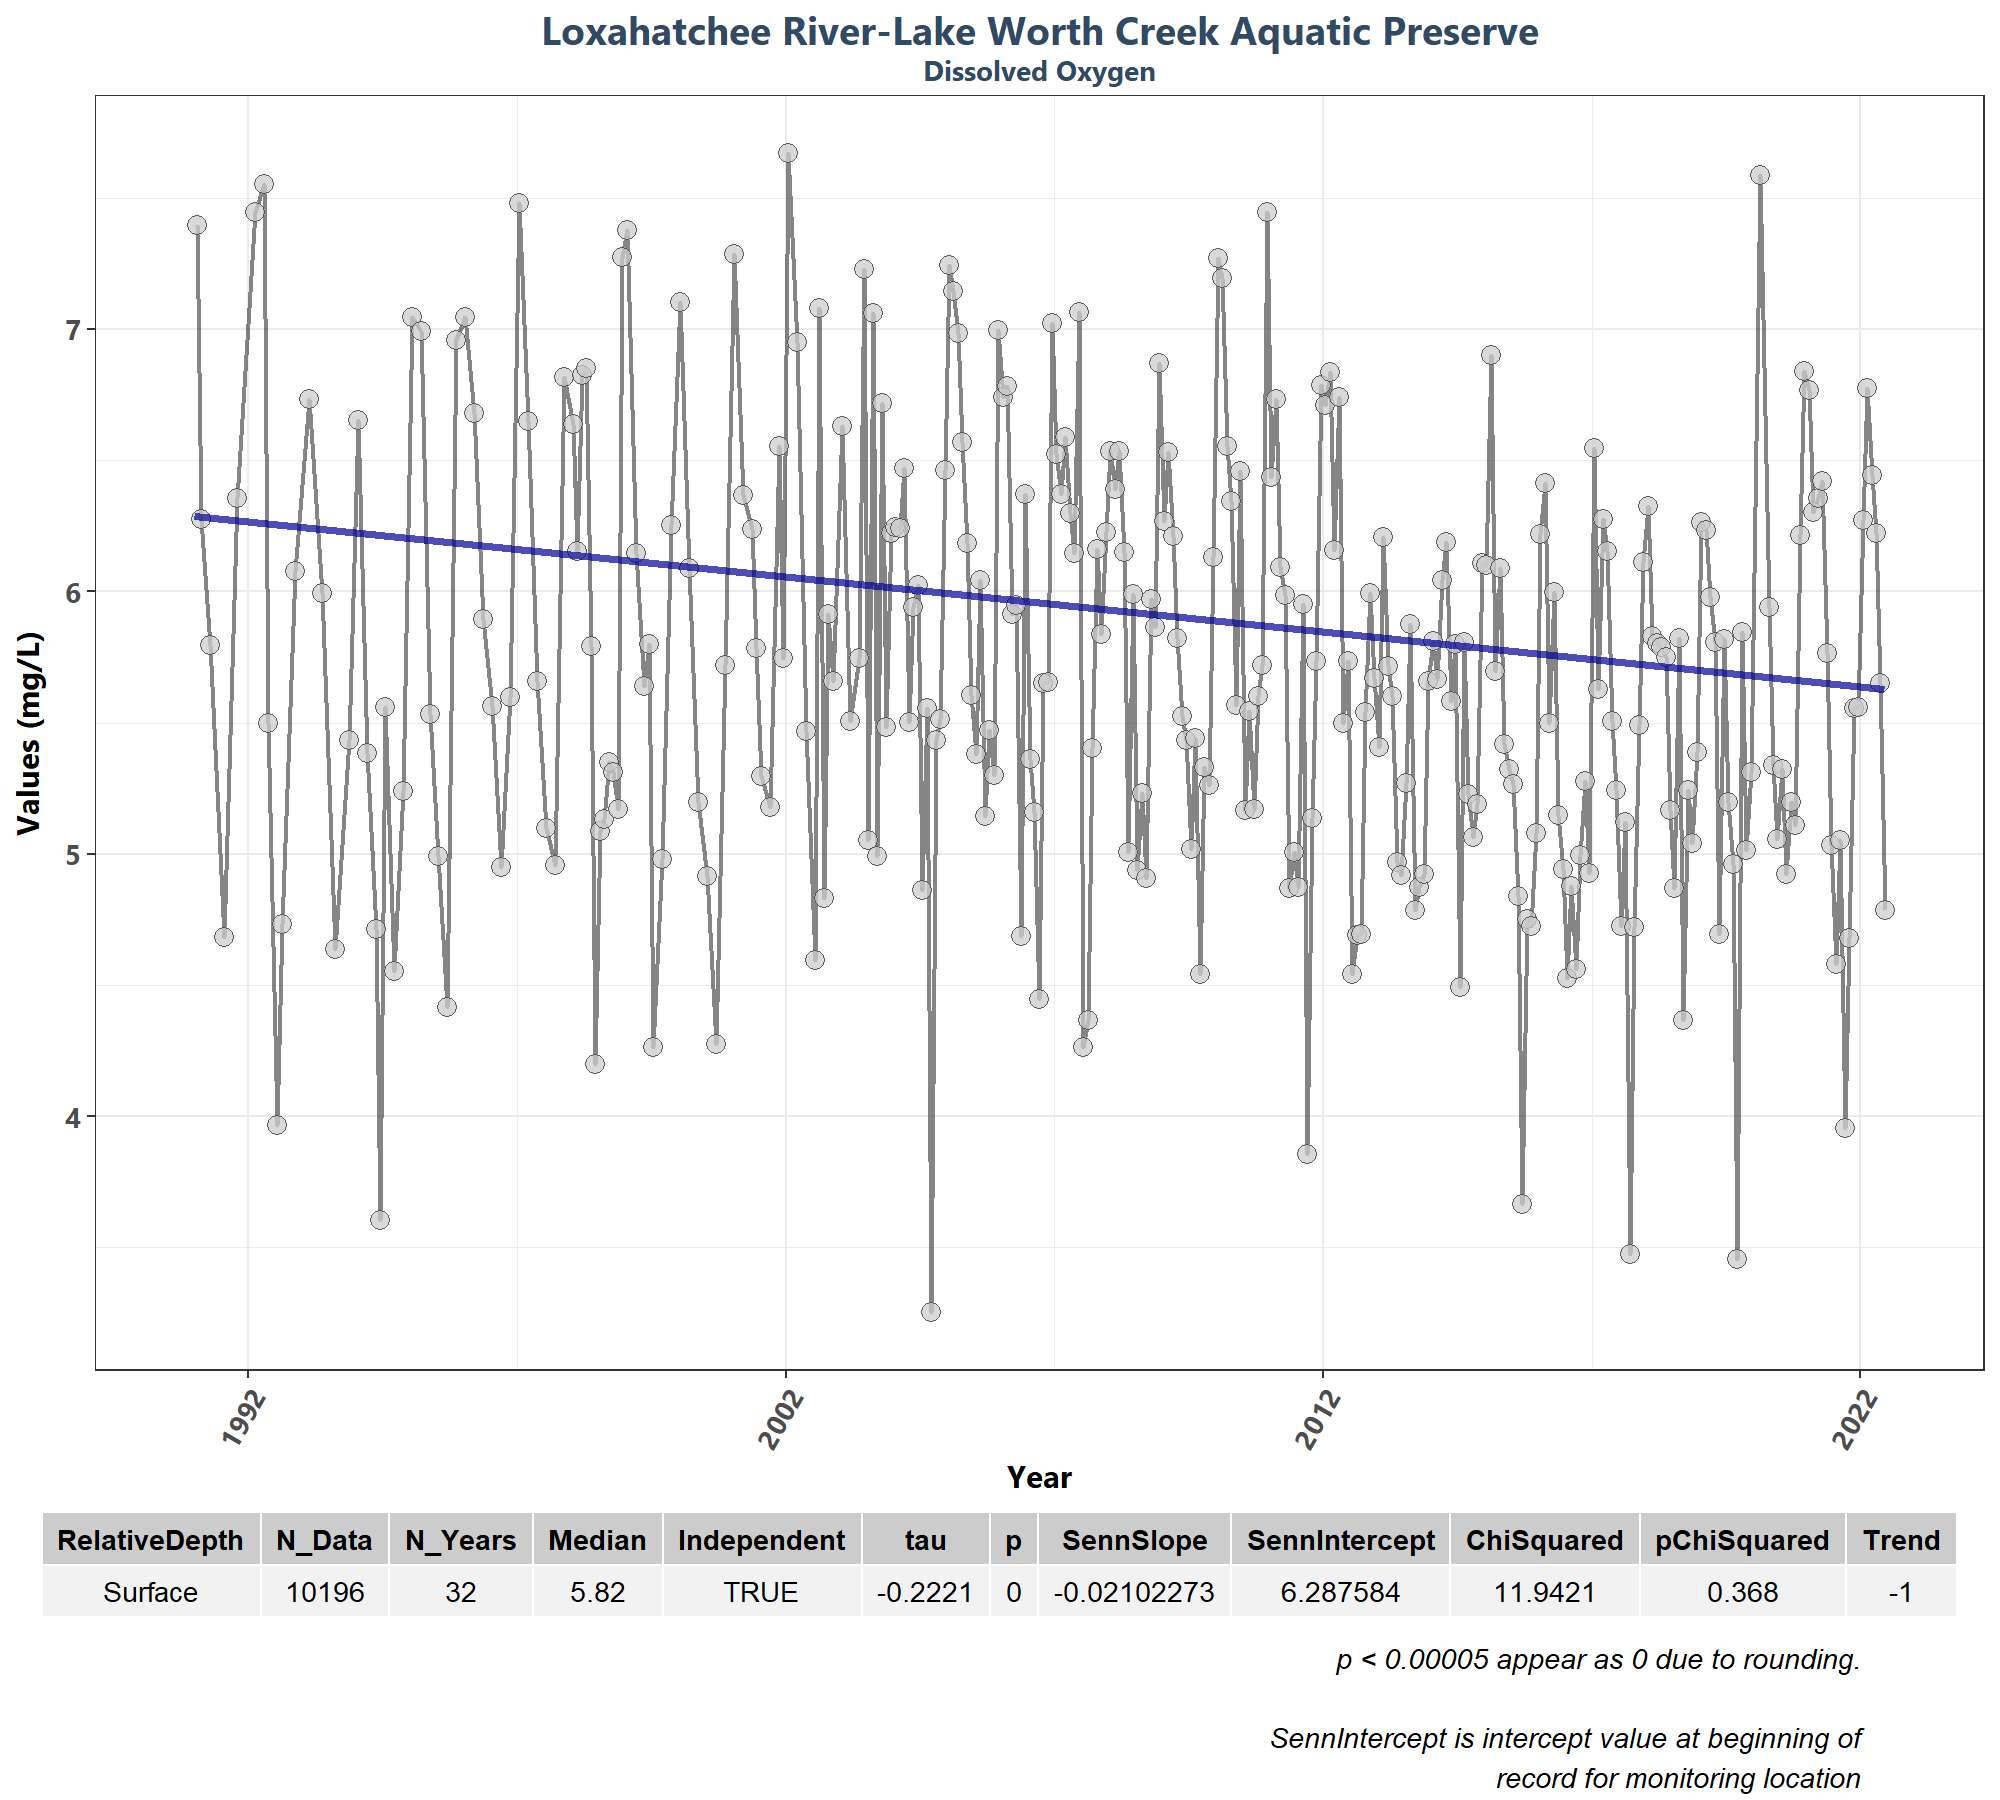 Loxahatchee River-Lake Worth Creek Aquatic Preserve
Dissolved Oxygen
Values (mg/L)
7
6
5
4
1992
2002
2012
2022
Year
RelativeDepth N_Data N_Years Median Independent tau p SennSlope SennIntercept ChiSquared pChiSquared Trend
Surface 10196 32 5.82 TRUE -0.2221 0 -0.02102273 6.287584 11.9421 0.368 -1
p < 0.00005 appear as 0 due to rounding.
SennIntercept is intercept value at beginning of
record for monitoring location